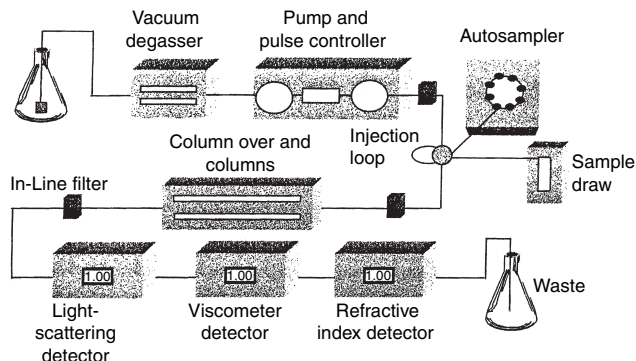 Vacuum
degasser
Pump and
pulse controller
Autosampler
Injection
loop
Sample
draw
Column over and
columns
In-Line filter
1.00
1.00
1.00
Light-
scattering
detector
Viscometer
detector
Refractive
index detector
Waste